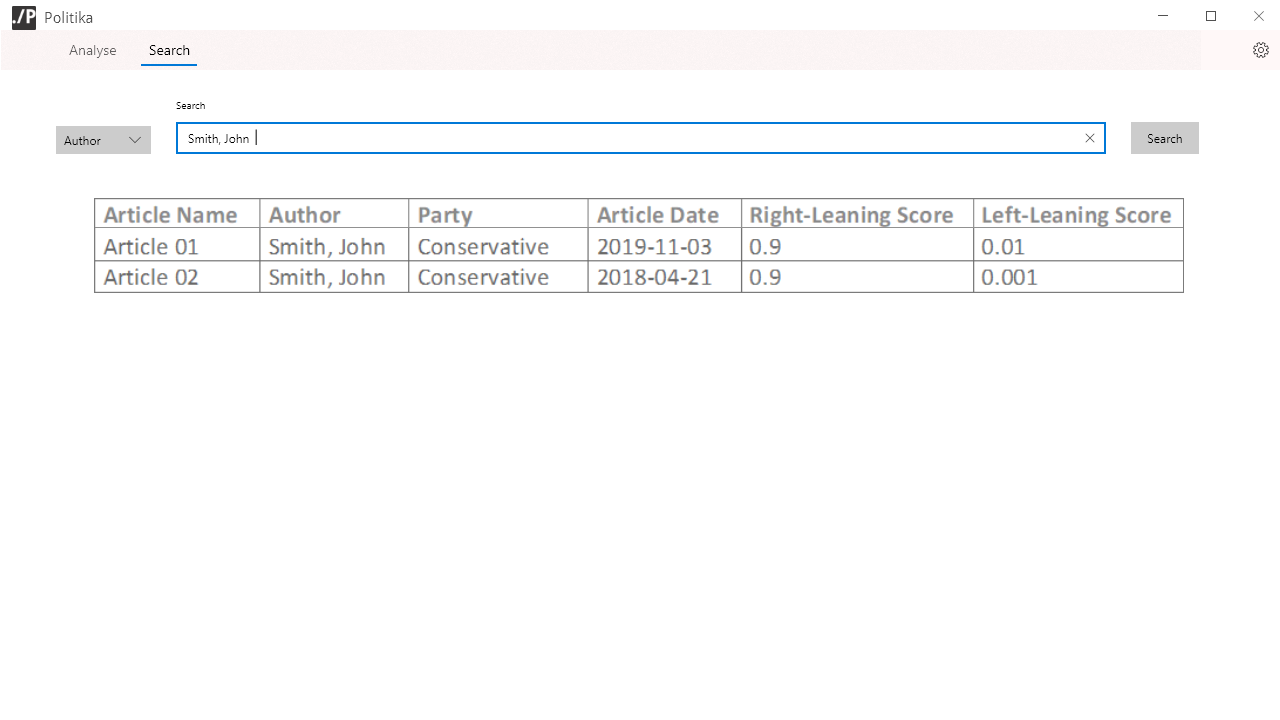 ./P Politika
Analyse Search
Search
Author Smith, John Search
Article Name Author Party Article Date Right-Leaning Score Left-Leaning Score
Article 01 Smith, John Conservative 2019-11-03 0.9 0.01
Article 02 Smith, John Conservative 2018-04-21 0.9 0.001